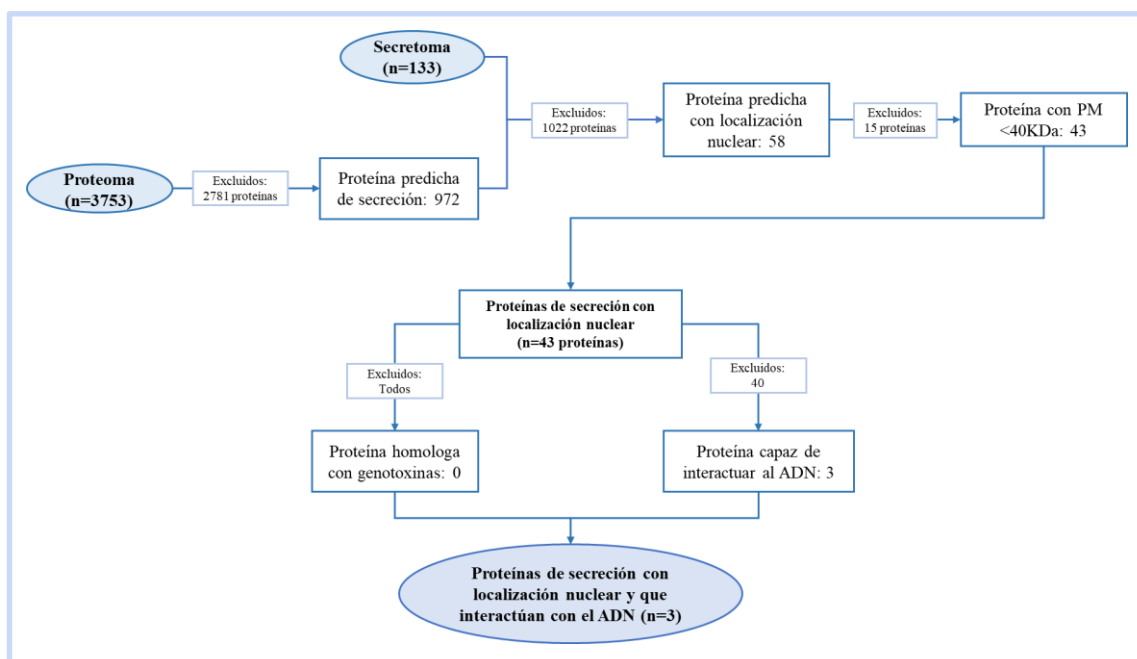 Secretoma
(n=133)
Excluidos:
1022 proteínas
Proteína predicha
con localización
nuclear: 58
Excluidos:
15 proteínas
Proteína con PM
<40KDa: 43
Proteoma
(n=3753)
Excluidos:
2781 proteínas
Proteína predicha
de secreción: 972
Proteínas de secreción con
localización nuclear
(n=43 proteínas)
Excluidos:
Todos
Excluidos:
40
Proteína homologa
con genotoxinas: 0
Proteína capaz de
interactuar al ADN: 3
Proteínas de secreción con
localización nuclear y que
interactúan con el ADN (n=3)